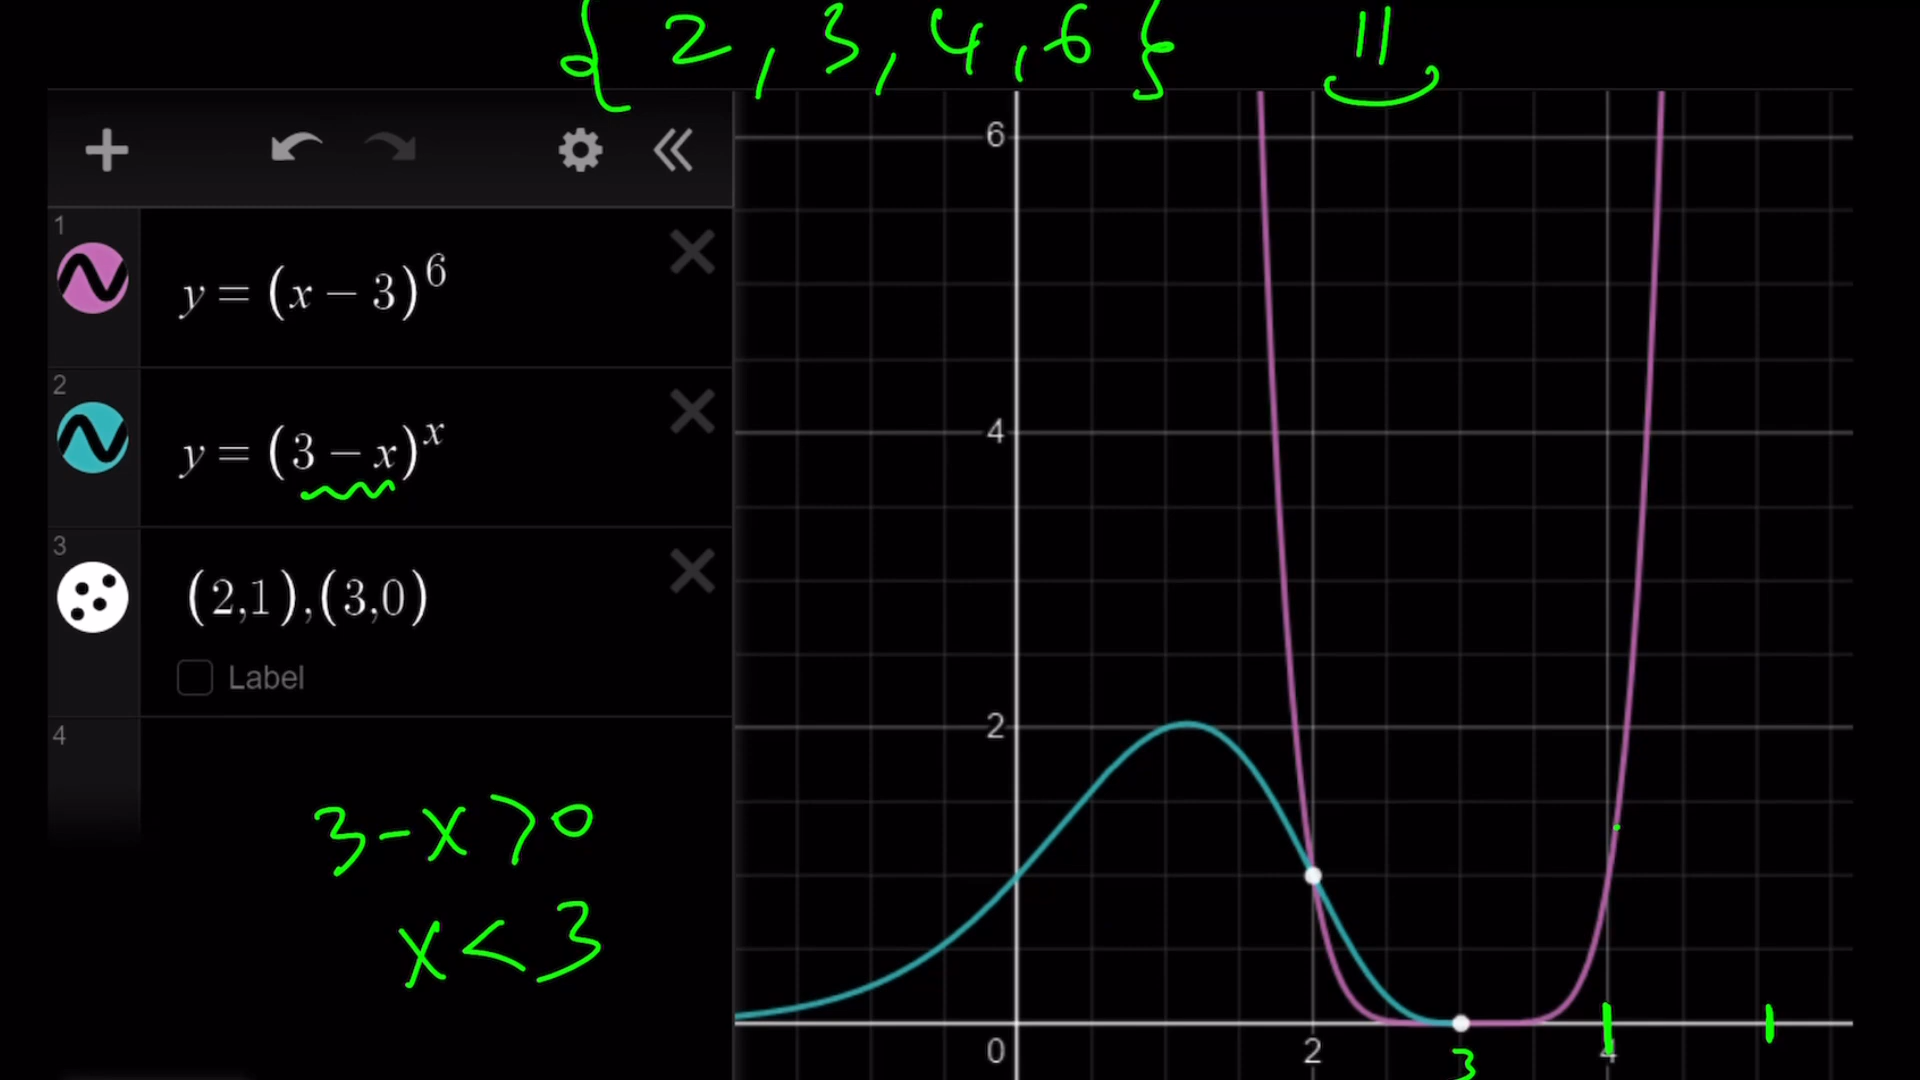 { 2 , 3 , 4 , 6 }
1
y = (x − 3)^6
2
y = (3 − x)^x
3
(2,1),(3,0)
Label
4
3 - x > 0
x < 3
6
4
2
0
2
3
4